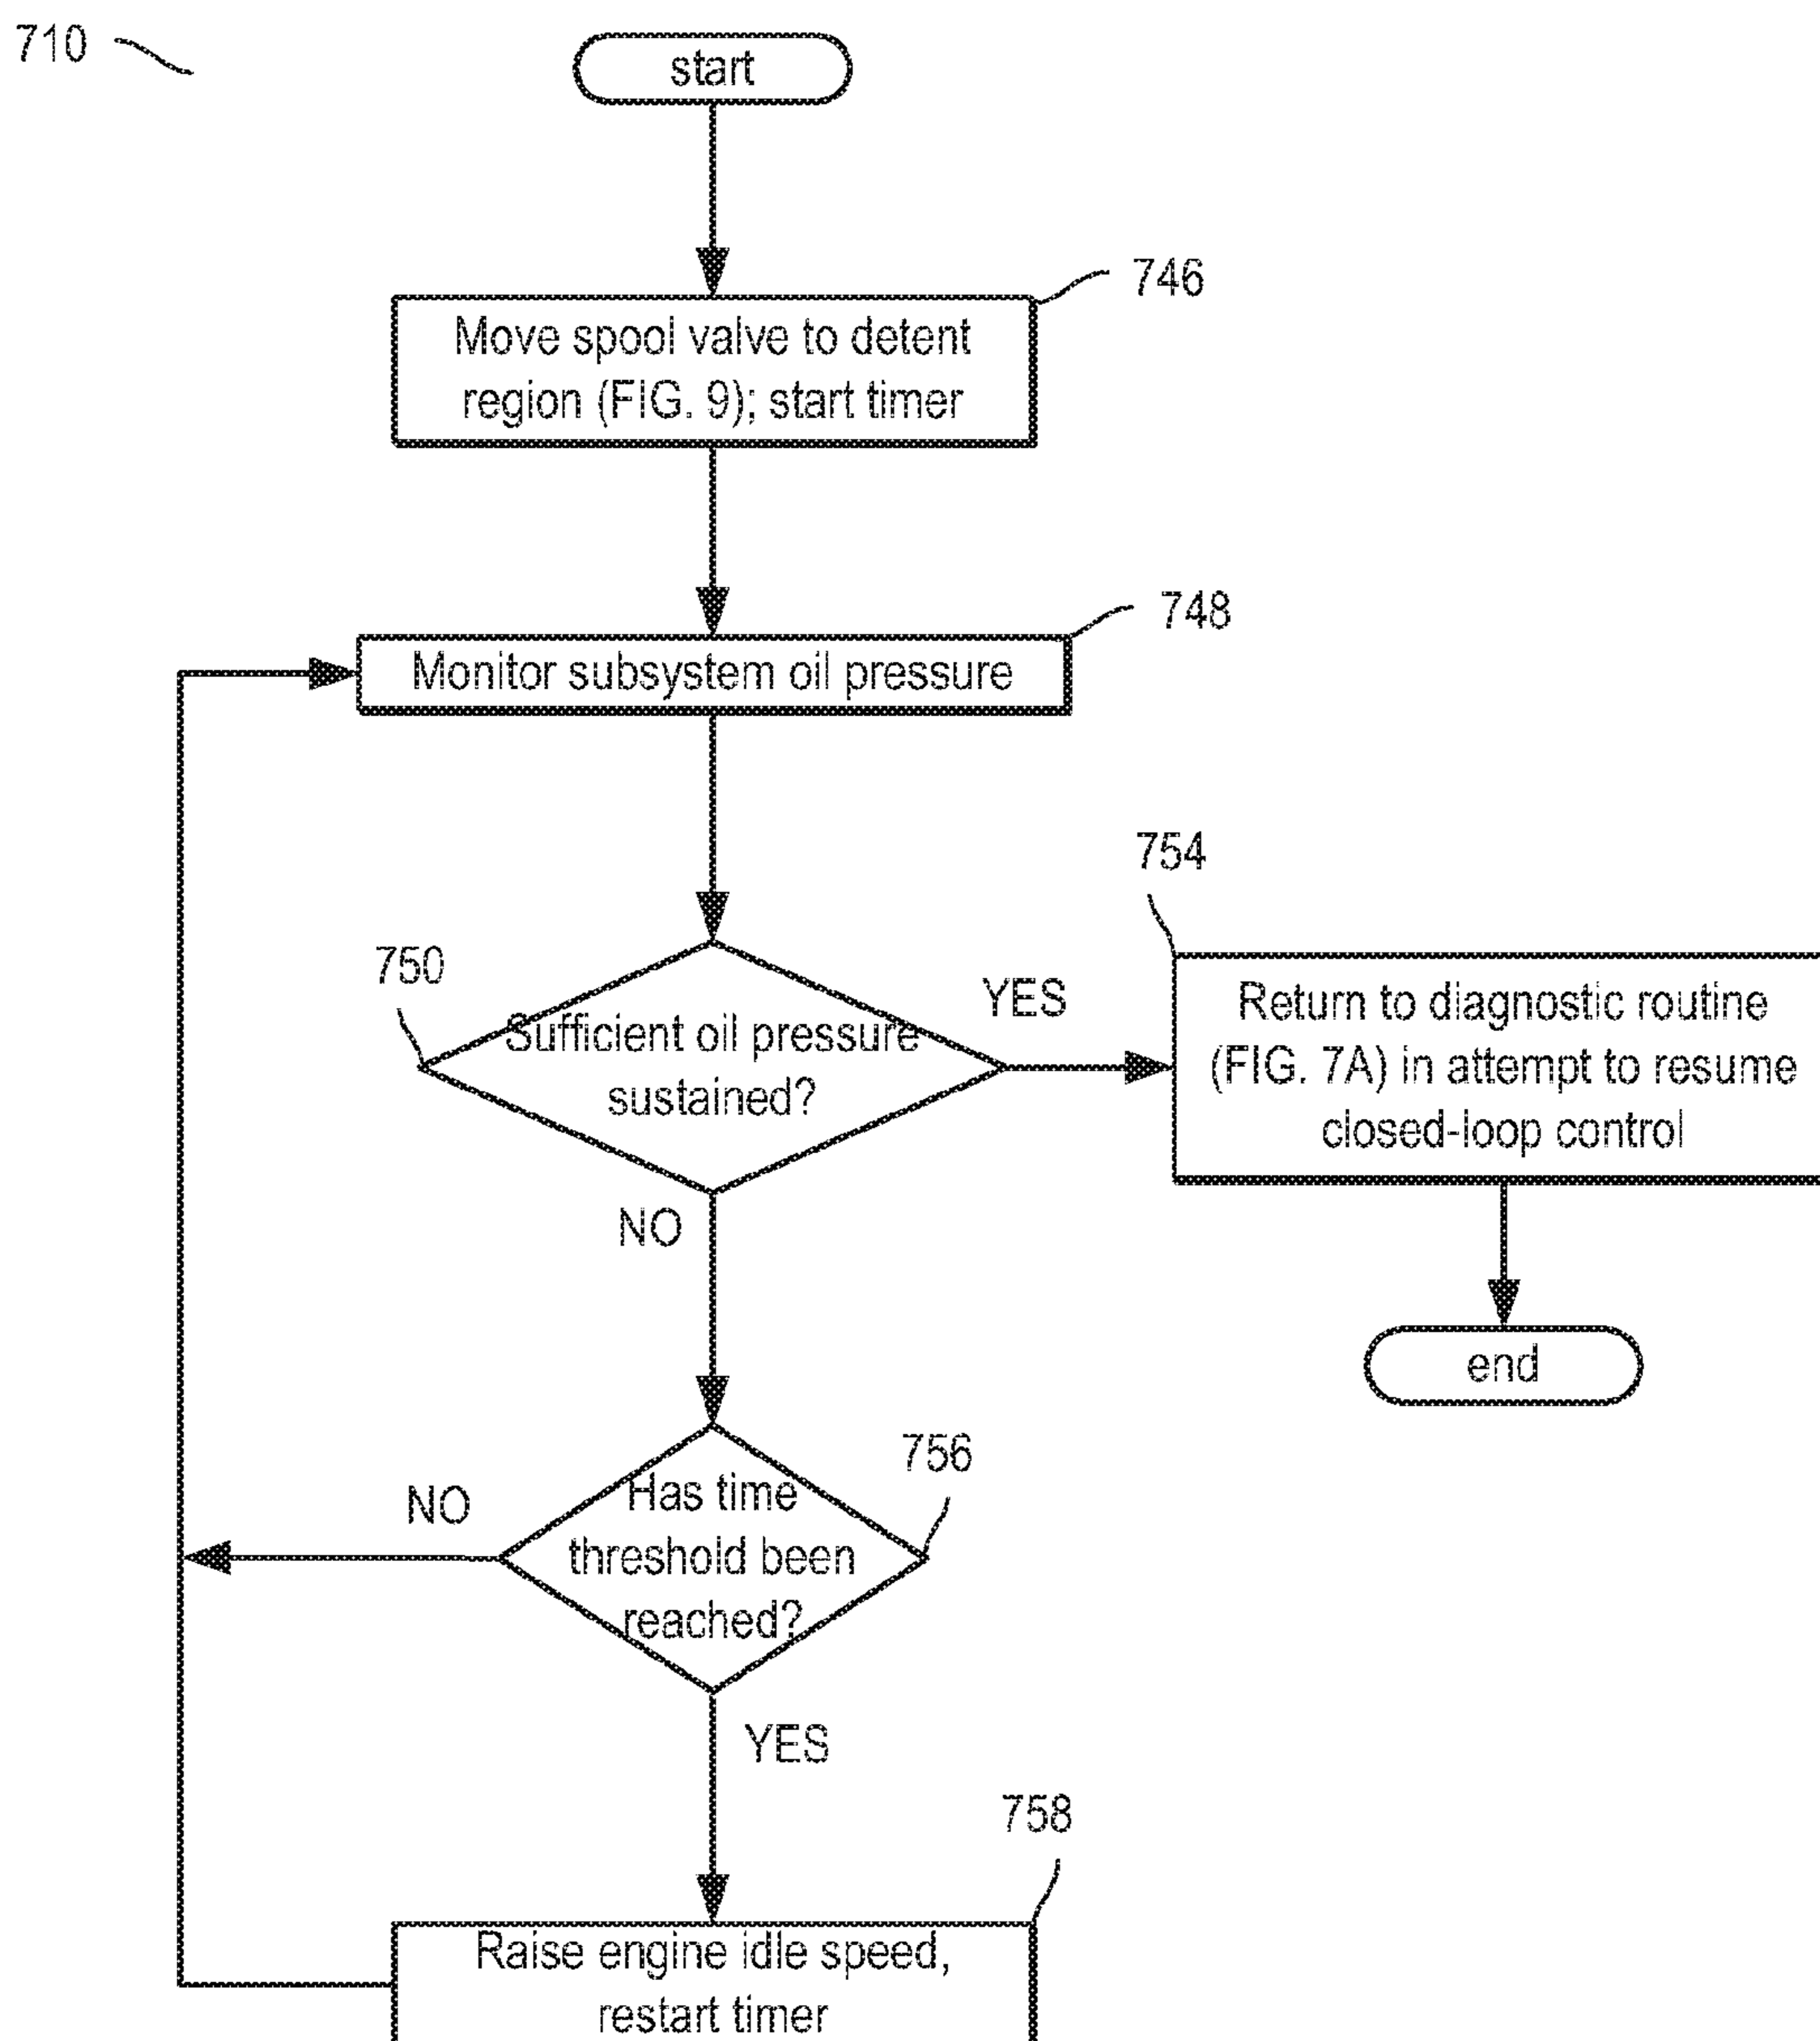 710
start
746
Move spool valve to detent
region (FIG. 9); start timer
748
Monitor subsystem oil pressure
754
750
YES
Return to diagnostic routine
(FIG. 7A) in attempt to resume
closed-loop control
Sufficient oil pressure
sustained?
NO
end
756
NO
Has time
threshold been
reached?
YES
758
Raise engine idle speed,
restart timer